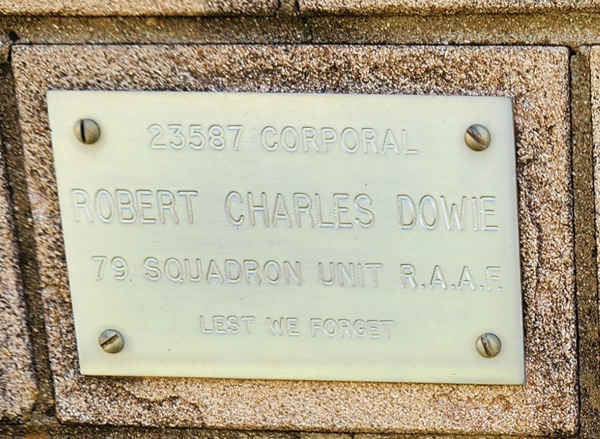 23587 CORPORAL
ROBERT CHARLES DOWIE
79. SQUADRON UNIT R.A.A.F.
LEST WE FORGET